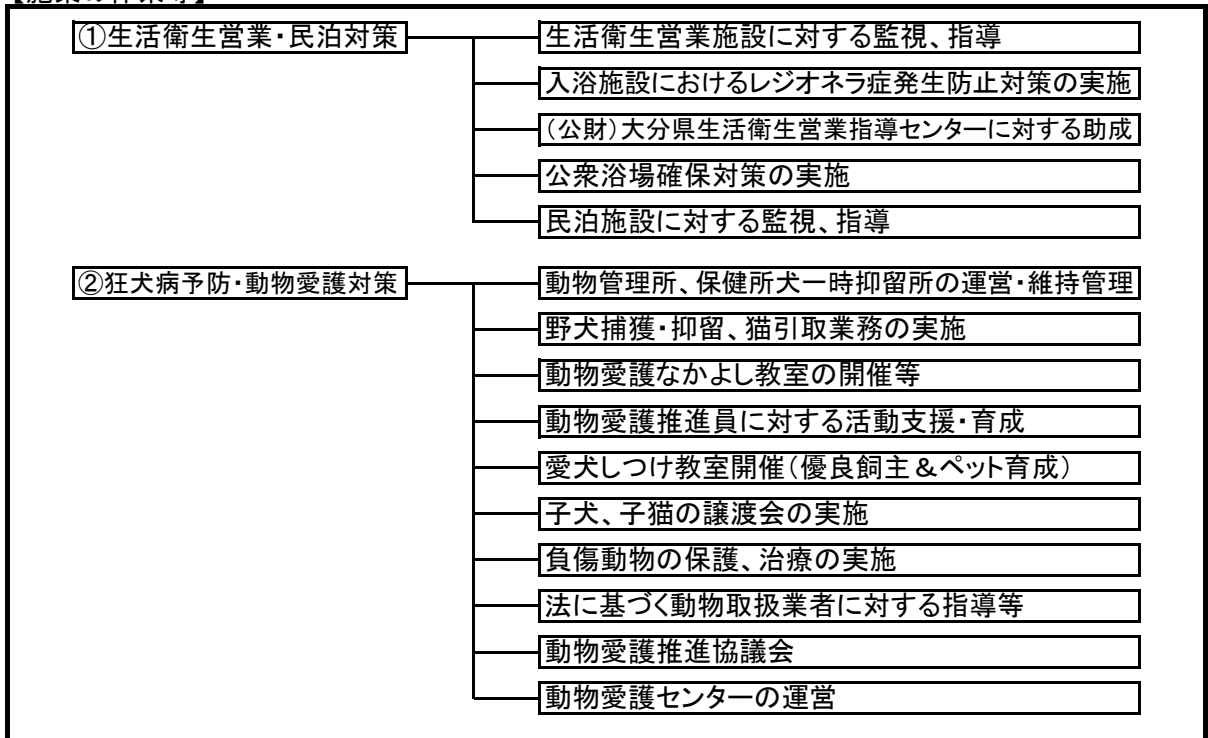 ①生活衛生営業・民泊対策
生活衛生営業施設に対する監視、指導
入浴施設におけるレジオネラ症発生防止対策の実施
(公財)大分県生活衛生営業指導センターに対する助成
公衆浴場確保対策の実施
民泊施設に対する監視、指導
②狂犬病予防・動物愛護対策
動物管理所、保健所犬一時抑留所の運営・維持管理
野犬捕獲・抑留、猫引取業務の実施
動物愛護なかよし教室の開催等
動物愛護推進員に対する活動支援・育成
愛犬しつけ教室開催(優良飼主&ペット育成)
子犬、子猫の譲渡会の実施
負傷動物の保護、治療の実施
法に基づく動物取扱業者に対する指導等
動物愛護推進協議会
動物愛護センターの運営